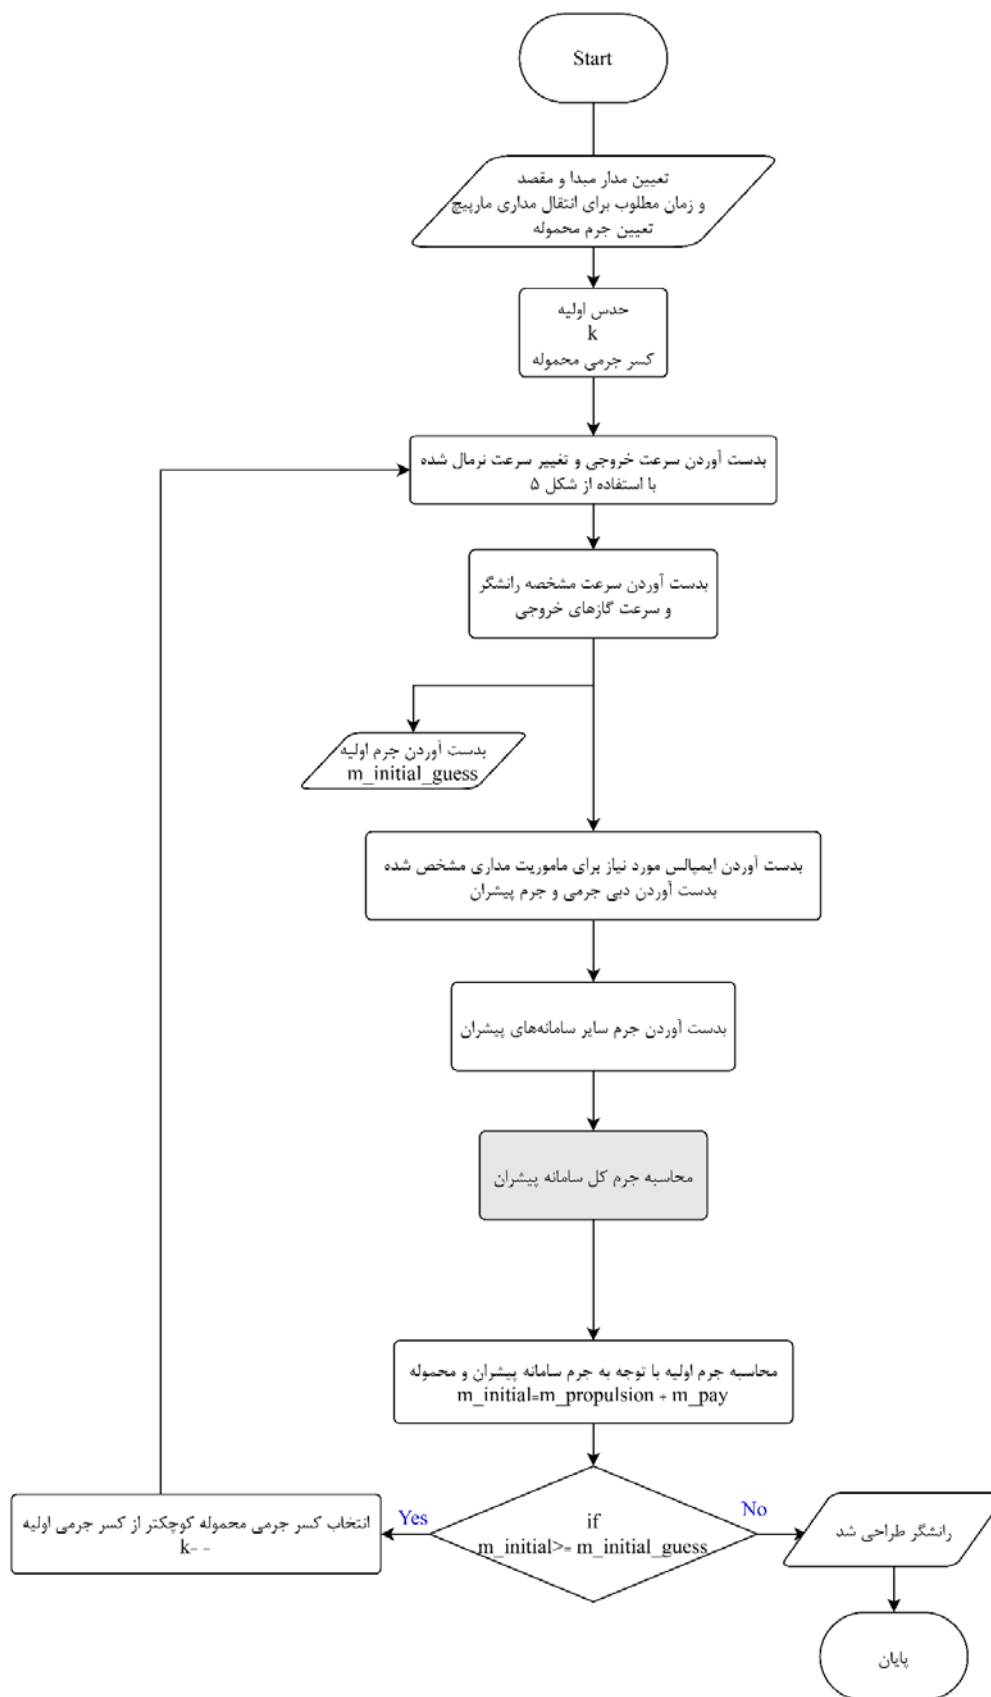 Start
تعیین مدار مبدا و مقصد
و زمان مطلوب برای انتقال مداری مارپیچ
تعیین جرم محموله
حدس اولیه
k
کسر جرمی محموله
بدست آوردن سرعت خروجی و تغییر سرعت نرمال شده
با استفاده از شکل ۵
بدست آوردن سرعت مشخصه رانشگر
و سرعت گازهای خروجی
بدست آوردن جرم اولیه
m_initial_guess
بدست آوردن ایمپالس مورد نیاز برای ماموریت مداری مشخص شده
بدست آوردن دبی جرمی و جرم پیشران
بدست آوردن جرم سایر سامانه‌های پیشران
محاسبه جرم کل سامانه پیشران
محاسبه جرم اولیه با توجه به جرم سامانه پیشران و محموله
m_initial=m_propulsion + m_pay
if
m_initial>= m_initial_guess
Yes
انتخاب کسر جرمی محموله کوچکتر از کسر جرمی اولیه
k- -
No
رانشگر طراحی شد
پایان